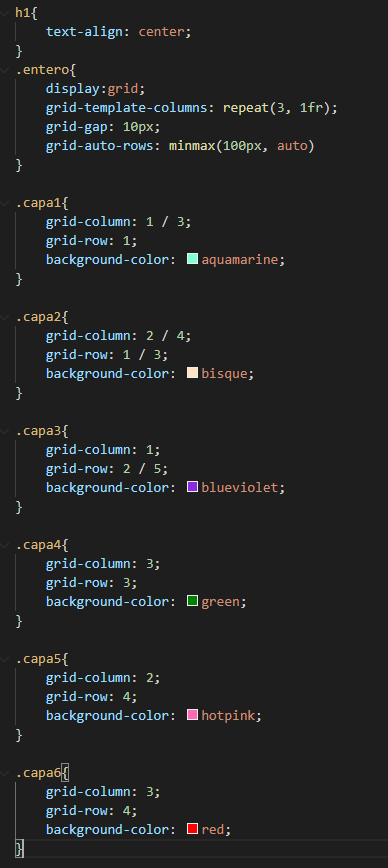 h1{
    text-align: center;
}
.entero{
    display:grid;
    grid-template-columns: repeat(3, 1fr);
    grid-gap: 10px;
    grid-auto-rows: minmax(100px, auto)
}

.capa1{
    grid-column: 1 / 3;
    grid-row: 1;
    background-color: aquamarine;
}

.capa2{
    grid-column: 2 / 4;
    grid-row: 1 / 3;
    background-color: bisque;
}

.capa3{
    grid-column: 1;
    grid-row: 2 / 5;
    background-color: blueviolet;
}

.capa4{
    grid-column: 3;
    grid-row: 3;
    background-color: green;
}

.capa5{
    grid-column: 2;
    grid-row: 4;
    background-color: hotpink;
}

.capa6{
    grid-column: 3;
    grid-row: 4;
    background-color: red;
}